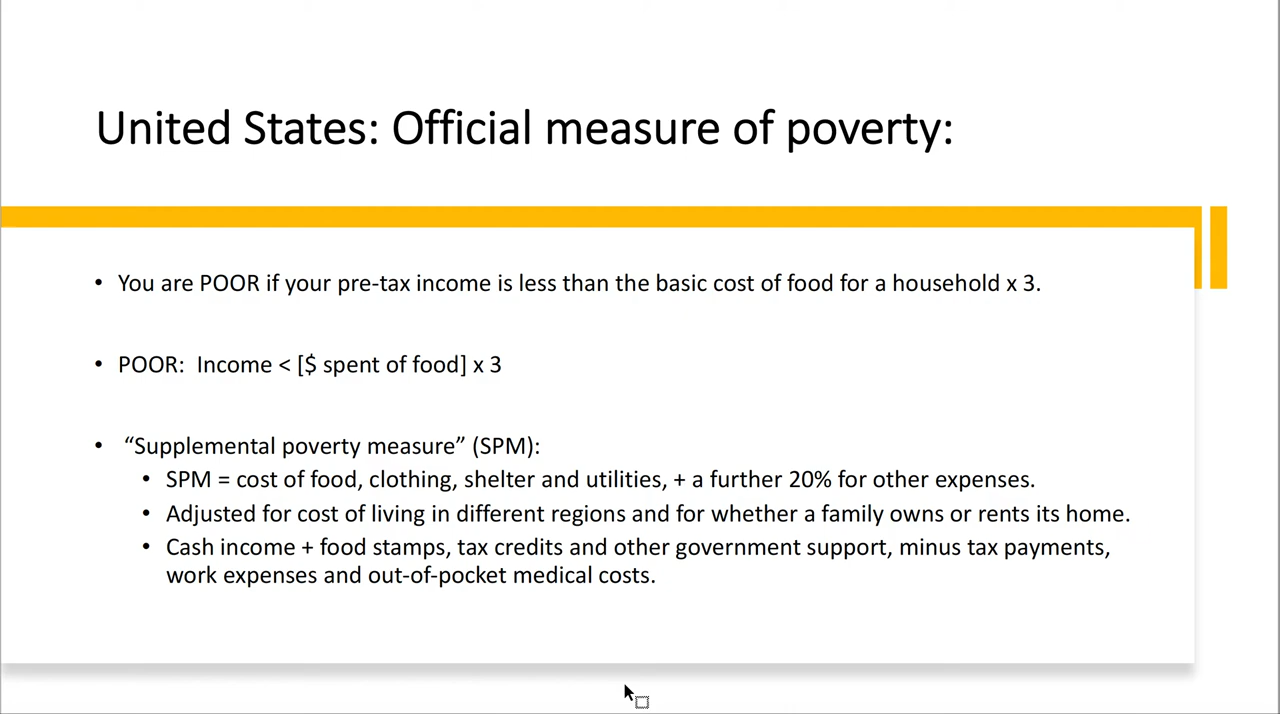 United States: Official measure of poverty:
• You are POOR if your pre-tax income is less than the basic cost of food for a household x 3.
• POOR: Income < [$ spent of food] x 3
• “Supplemental poverty measure” (SPM):
• SPM = cost of food, clothing, shelter and utilities, + a further 20% for other expenses.
• Adjusted for cost of living in different regions and for whether a family owns or rents its home.
• Cash income + food stamps, tax credits and other government support, minus tax payments,
work expenses and out-of-pocket medical costs.